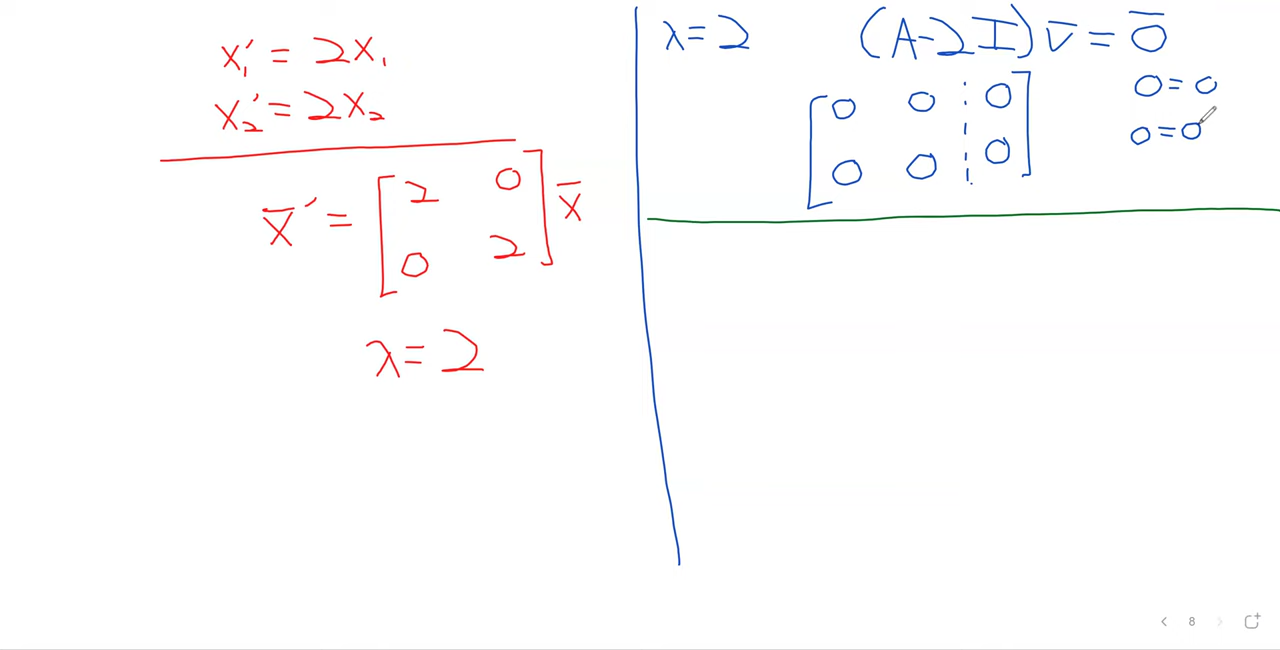 x₁' = 2x₁
x₂' = 2x₂
x̄' = [2 0
0 2] x̄
λ = 2
λ = 2 (A-2I) v̄ = 0̄
[0 0 ¦ 0
0 0 ¦ 0]
0 = 0
0 = 0
8